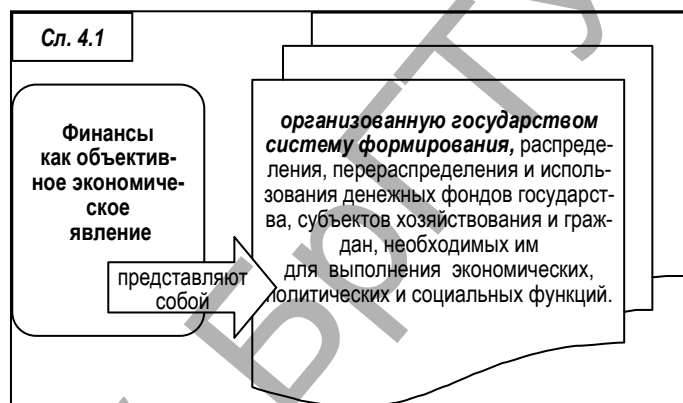 Сл. 4.1
Финансы
как объектив-
ное экономиче-
ское
явление
представляют
собой
организованную государством
систему формирования, распреде-
ления, перераспределения и исполь-
зования денежных фондов государст-
ва, субъектов хозяйствования и граж-
дан, необходимых им
для выполнения экономических,
политических и социальных функций.
БрГТУ